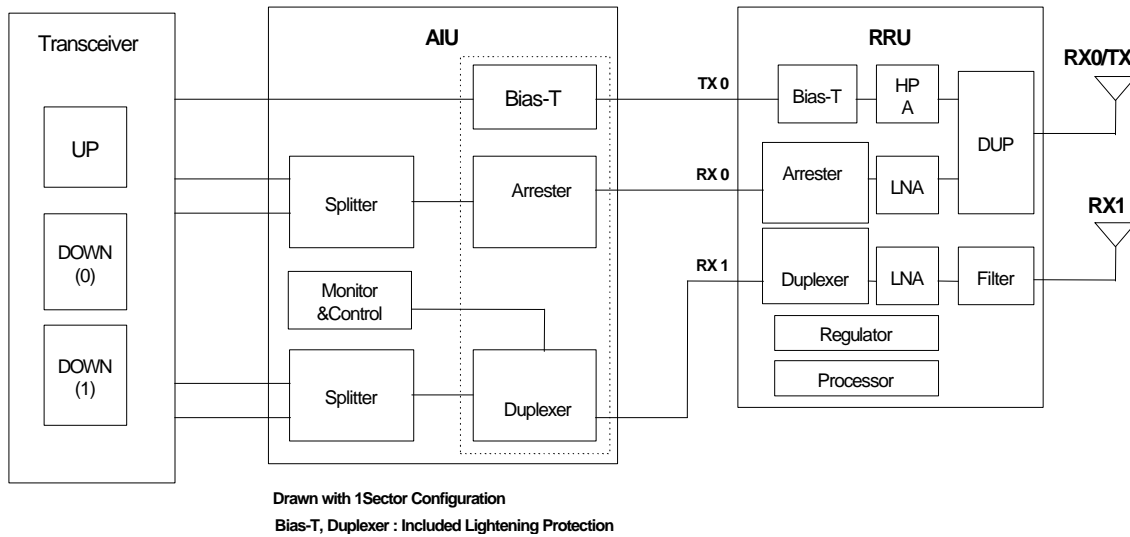 Transceiver
UP
DOWN
(0)
DOWN
(1)
AIU
Bias-T
Splitter
Arrester
Monitor
&Control
Splitter
Duplexer
TX 0
RX 0
RX 1
RRU
Bias-T
HP
A
DUP
Arrester
LNA
Duplexer
LNA
Filter
Regulator
Processor
RX0/TX
RX1
Drawn with 1Sector Configuration
Bias-T, Duplexer : Included Lightening Protection